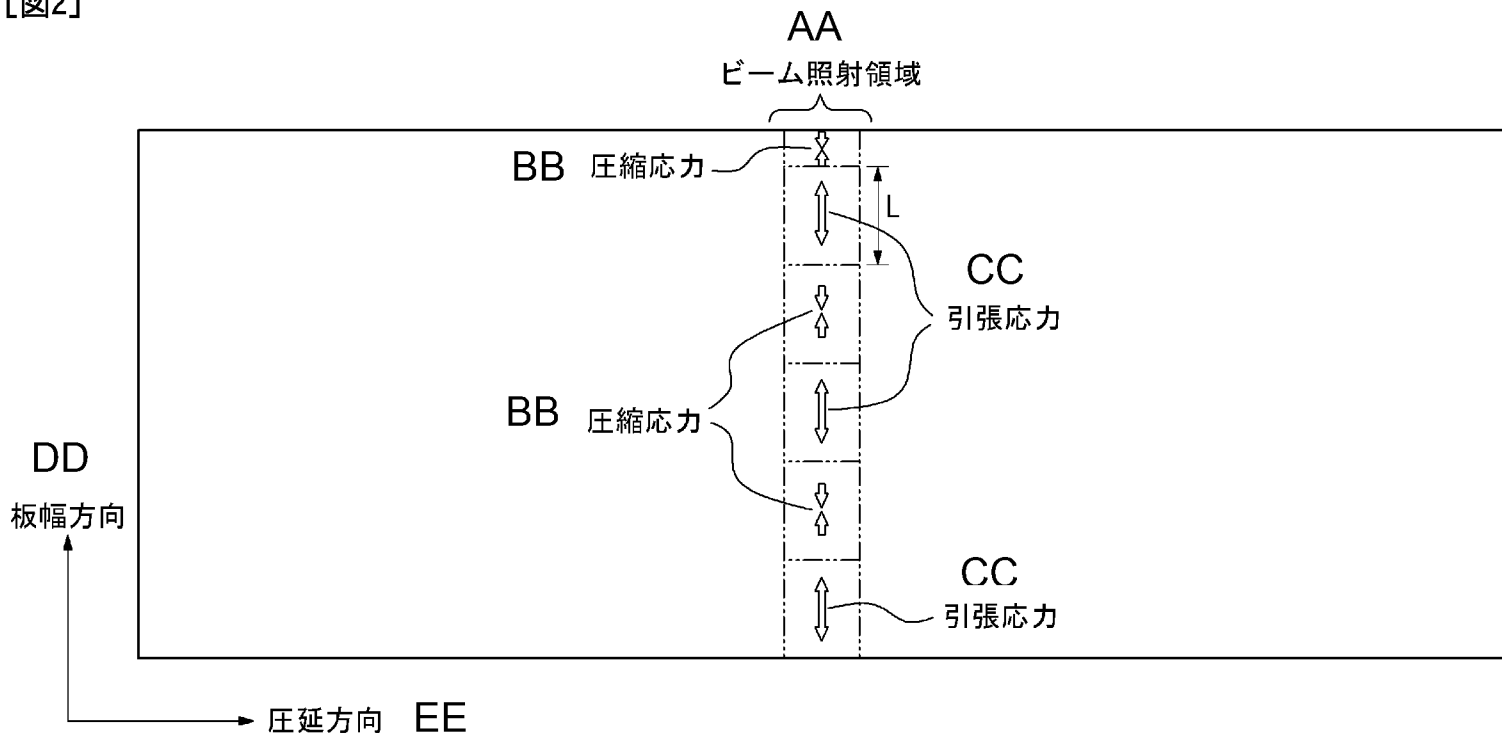 [図2]
AA
ビーム照射領域
BB 圧縮応力
L
CC
引張応力
BB 圧縮応力
DD
板幅方向
CC
引張応力
圧延方向 EE